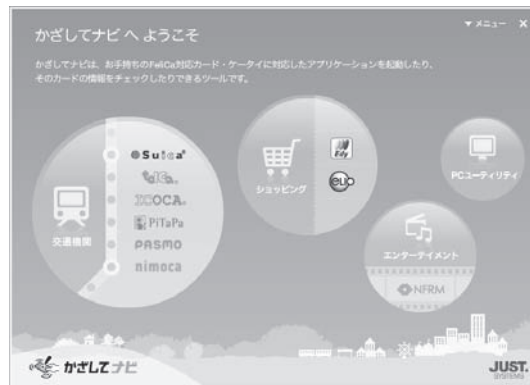 ▼ メニュー ×
かざしてナビ へ ようこそ
かざしてナビは、お手持ちのFeliCa対応カード・ケータイに対応したアプリケーションを起動したり、
そのカードの情報をチェックしたりできるツールです。
交通機関
Suica
TOICA
ICOCA
PiTaPa
PASMO
nimoca
ショッピング
Edy
eLIO
PCユーティリティ
エンターテイメント
NFRM
かざしてナビ
JUST
SYSTEMS